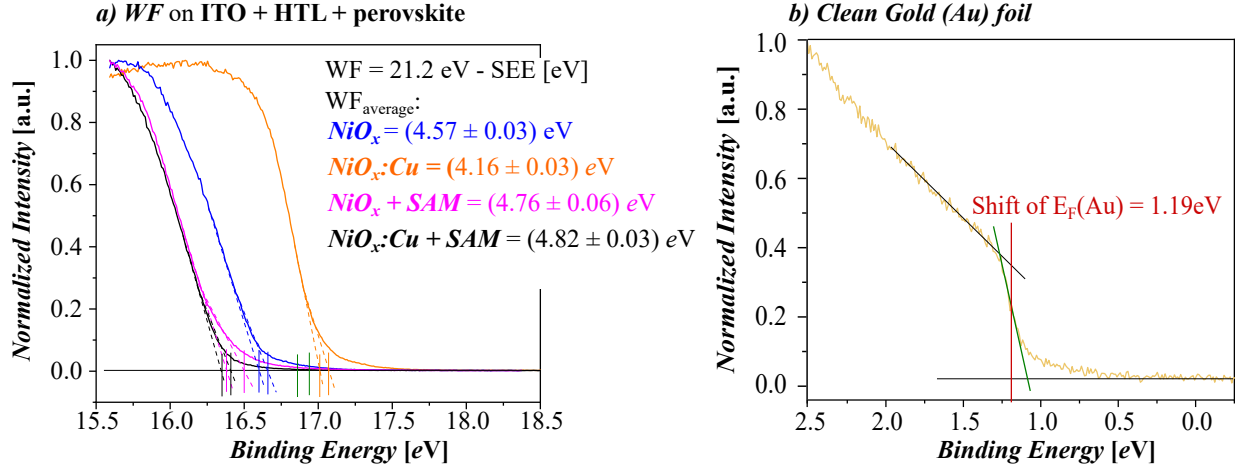 a) WF on ITO + HTL + perovskite
Normalized Intensity [a.u.]
1.0
0.8
0.6
0.4
0.2
0.0
WF = 21.2 eV - SEE [eV]
WFaverage:
NiOx = (4.57 ± 0.03) eV
NiOx:Cu = (4.16 ± 0.03) eV
NiOx + SAM = (4.76 ± 0.06) eV
NiOx:Cu + SAM = (4.82 ± 0.03) eV
15.5 16.0 16.5 17.0 17.5 18.0 18.5
Binding Energy [eV]
b) Clean Gold (Au) foil
Normalized Intensity [a.u.]
1.0
0.8
0.6
0.4
0.2
0.0
Shift of EF(Au) = 1.19eV
2.5 2.0 1.5 1.0 0.5 0.0
Binding Energy [eV]